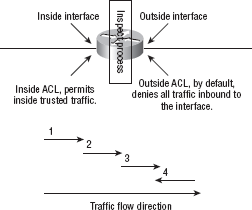 Inside interface
Outside interface
Inspect process
Inside ACL, permits
inside trusted traffic.
Outside ACL, by default,
denies all traffic inbound
to the interface.
1
2
3
4
Traffic flow direction